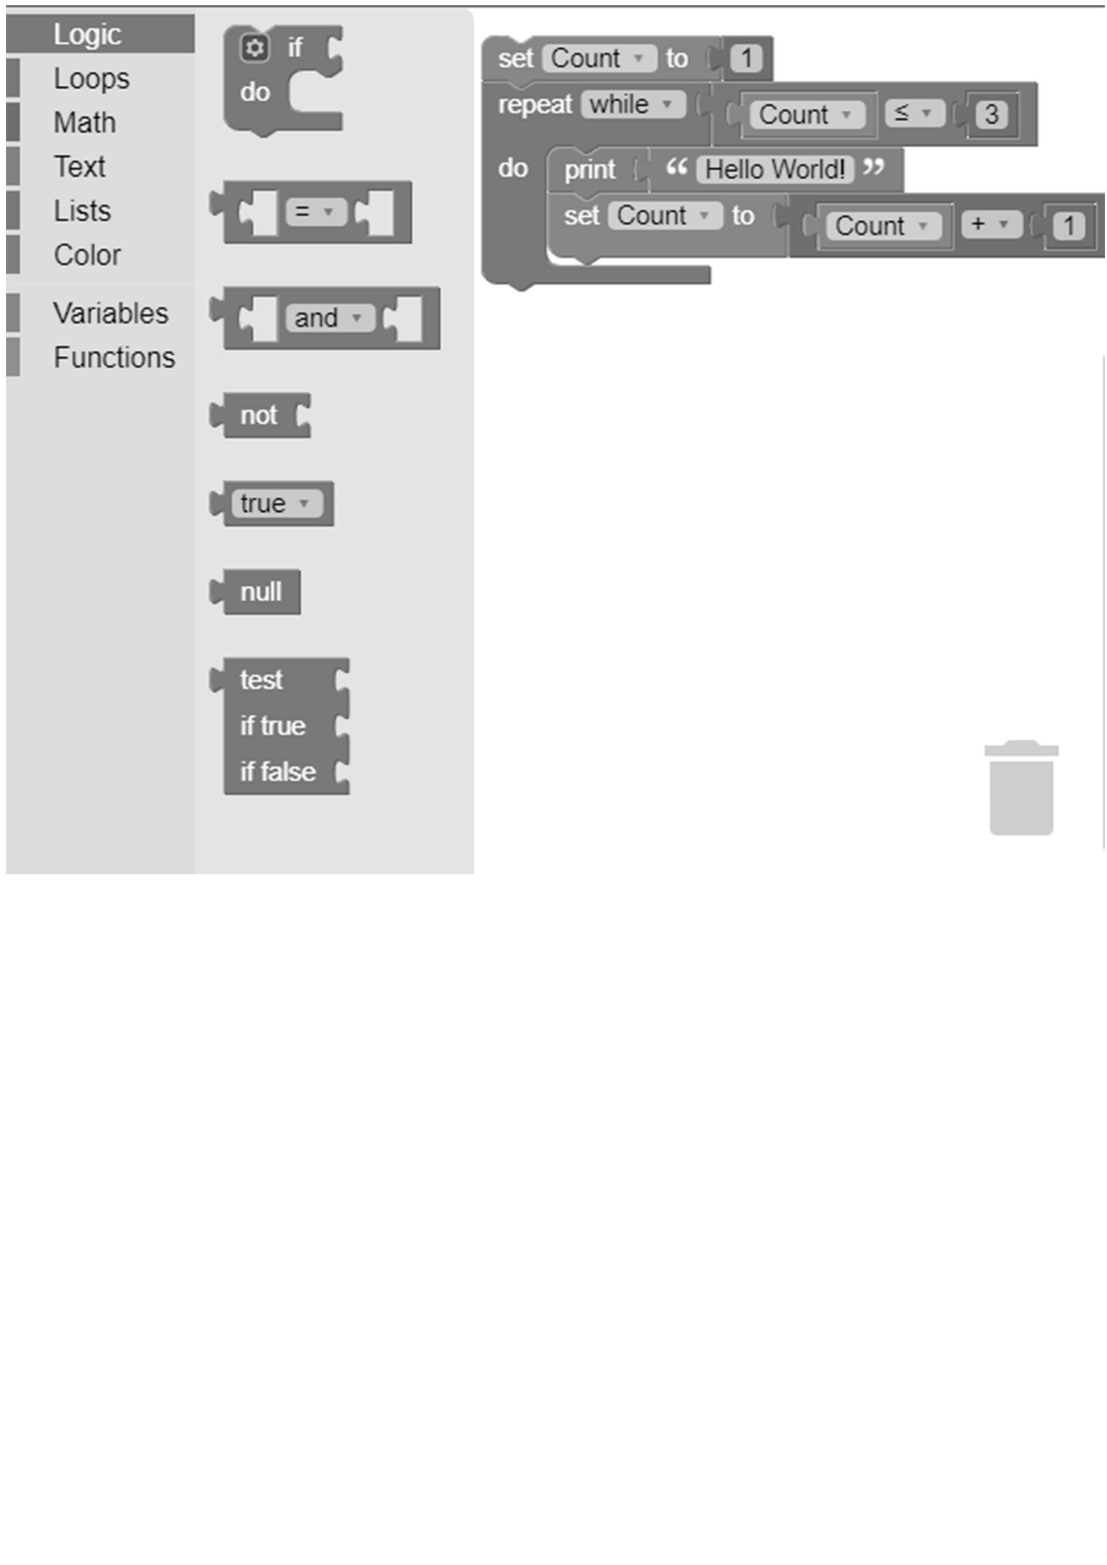 Logic
Loops
Math
Text
Lists
Color
Variables
Functions
if
do
=
and
not
true
null
test
if true
if false
set Count to 1
repeat while Count ≤ 3
do print “ Hello World! ”
set Count to Count + 1